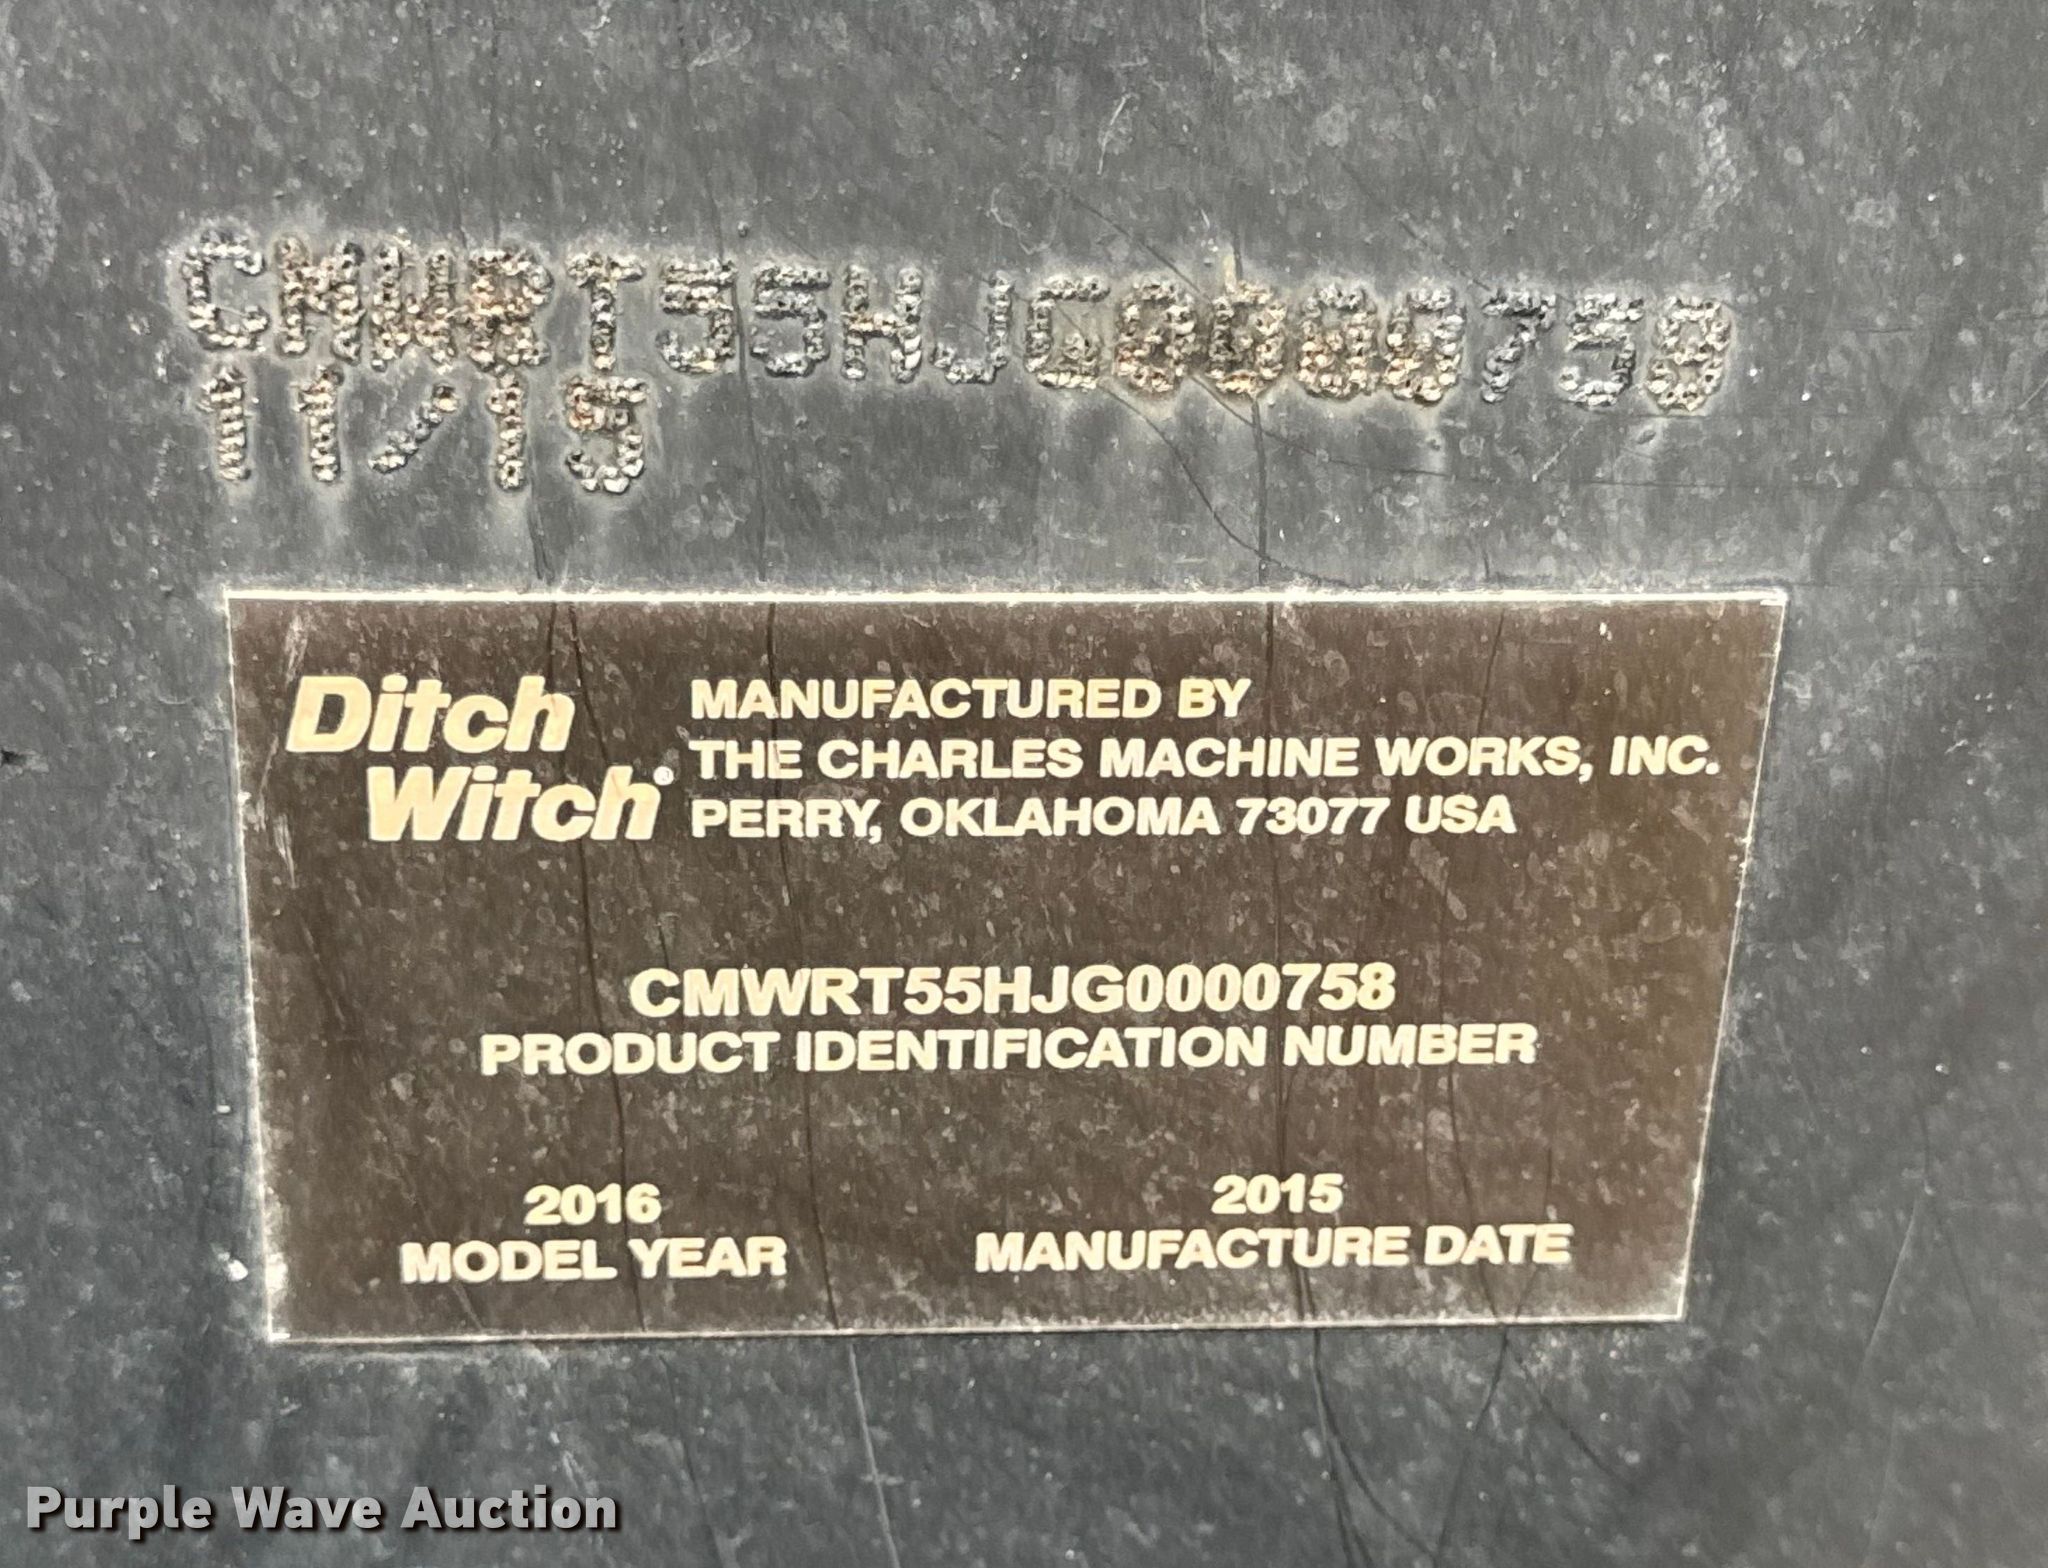 CMWRT55HJG0000758
11/15
Ditch Witch®
MANUFACTURED BY
THE CHARLES MACHINE WORKS, INC.
PERRY, OKLAHOMA 73077 USA
CMWRT55HJG0000758
PRODUCT IDENTIFICATION NUMBER
2016
MODEL YEAR
2015
MANUFACTURE DATE
Purple Wave Auction